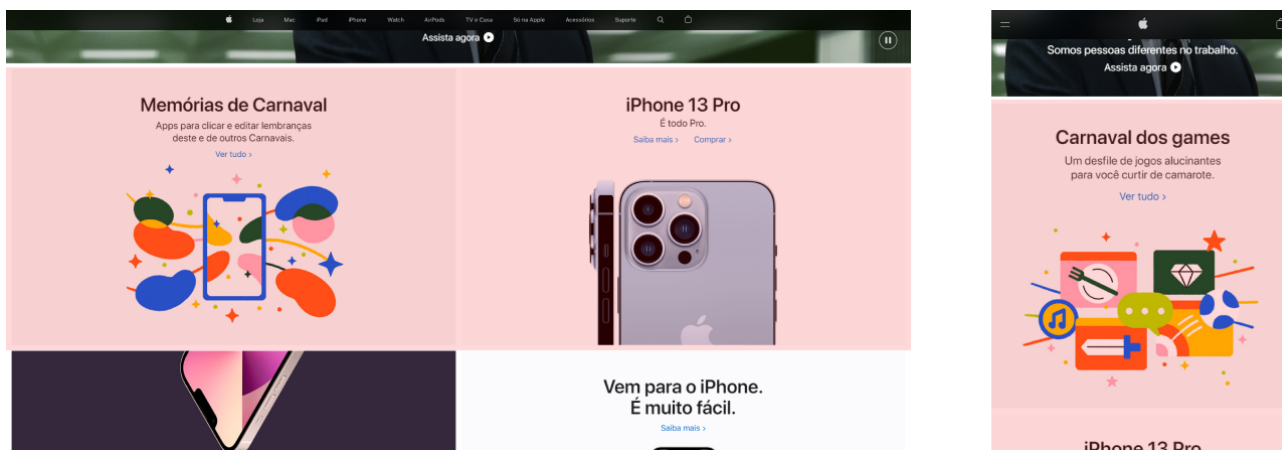 Loja Mac iPad iPhone Watch AirPods TV e Casa Só na Apple Acessórios Suporte
Assista agora
Memórias de Carnaval
Apps para clicar e editar lembranças
deste e de outros Carnavais.
Ver tudo >
iPhone 13 Pro
É todo Pro.
Saiba mais > Comprar >
Vem para o iPhone.
É muito fácil.
Saiba mais >
Somos pessoas diferentes no trabalho.
Assista agora
Carnaval dos games
Um desfile de jogos alucinantes
para você curtir de camarote.
Ver tudo >
iPhone 13 Pro